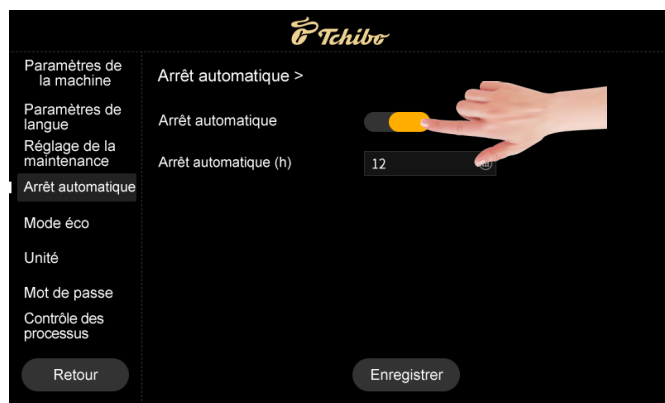 Tchibo
Paramètres de
la machine
Paramètres de
langue
Réglage de la
maintenance
Arrêt automatique
Mode éco
Unité
Mot de passe
Contrôle des
processus
Retour
Arrêt automatique >
Arrêt automatique
Arrêt automatique (h)
12
Enregistrer